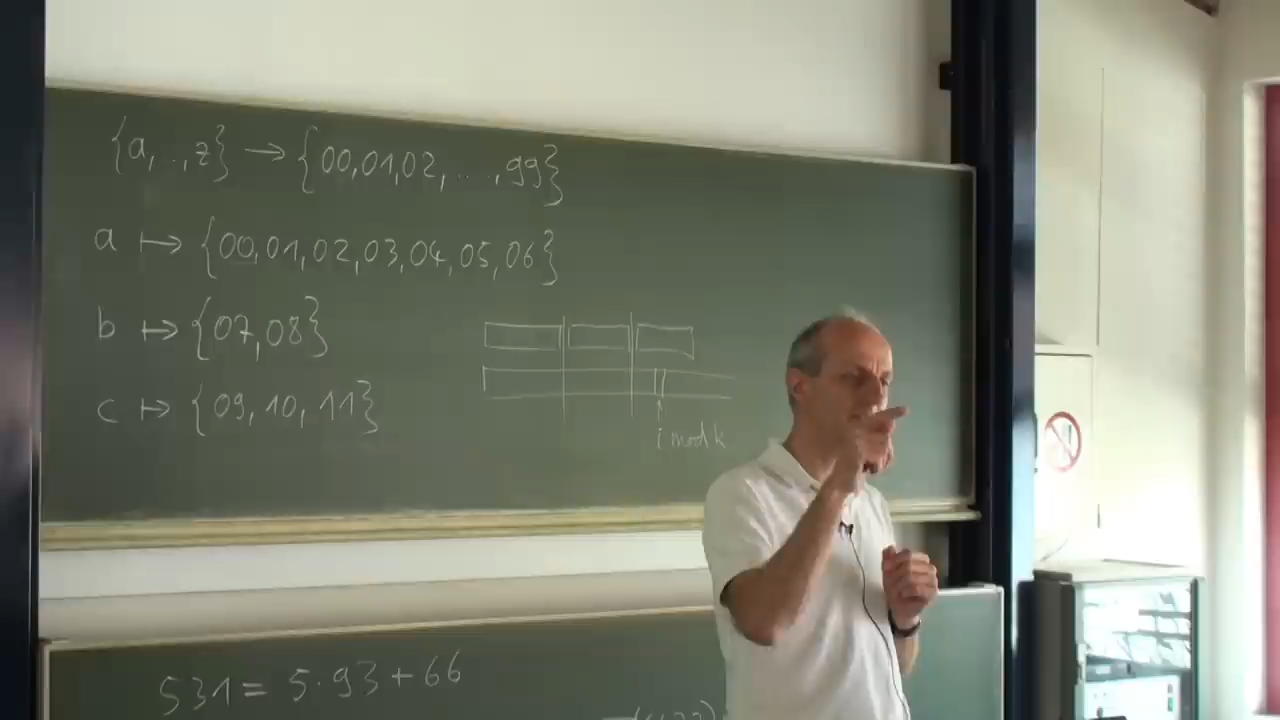 {a,..,z} → {00,01,02,...,99}
a ↦ {00,01,02,03,04,05,06}
b ↦ {07,08}
c ↦ {09,10,11}
i mod k
531 = 5·93+66